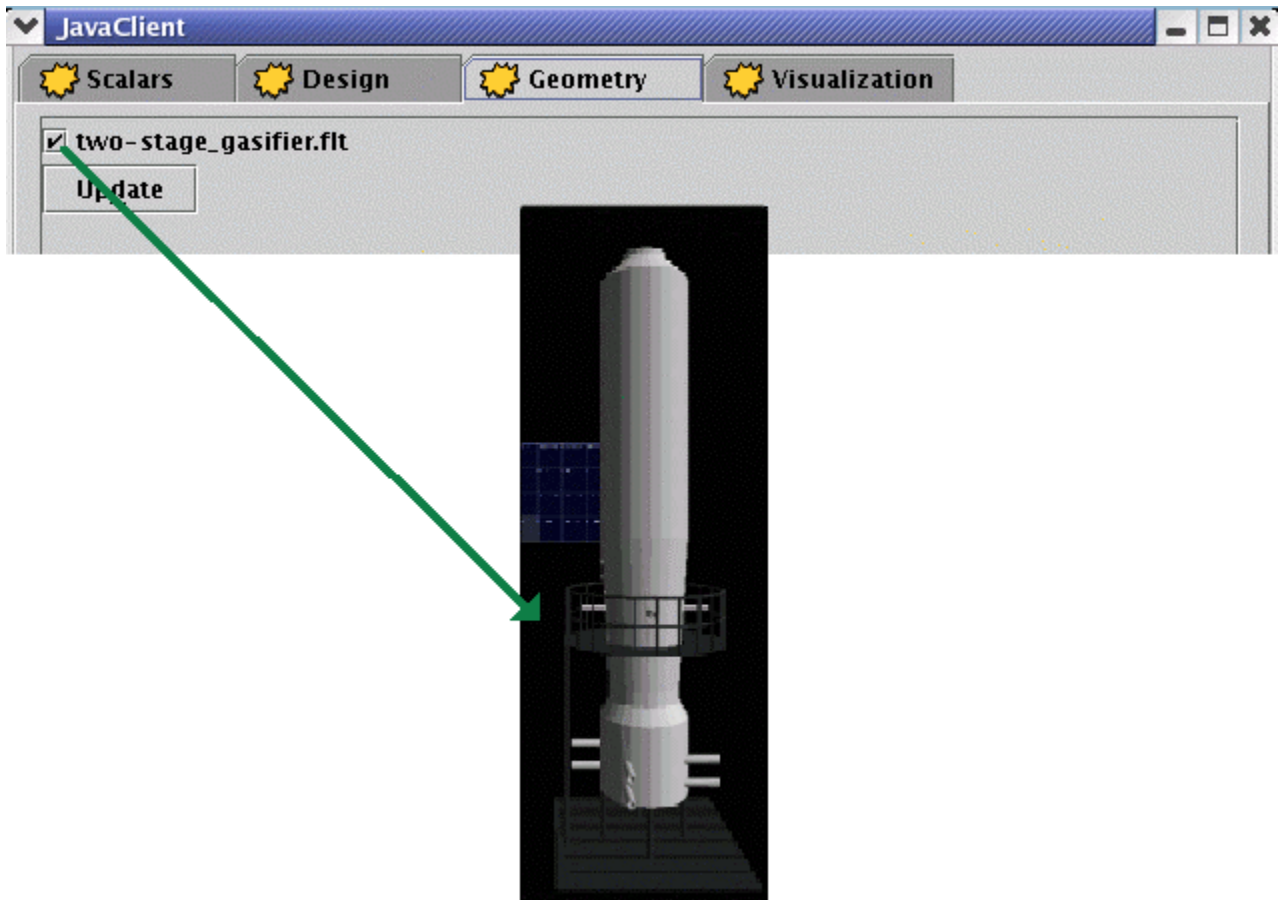 JavaClient
Scalars Design Geometry Visualization
two-stage_gasifier.flt
Update